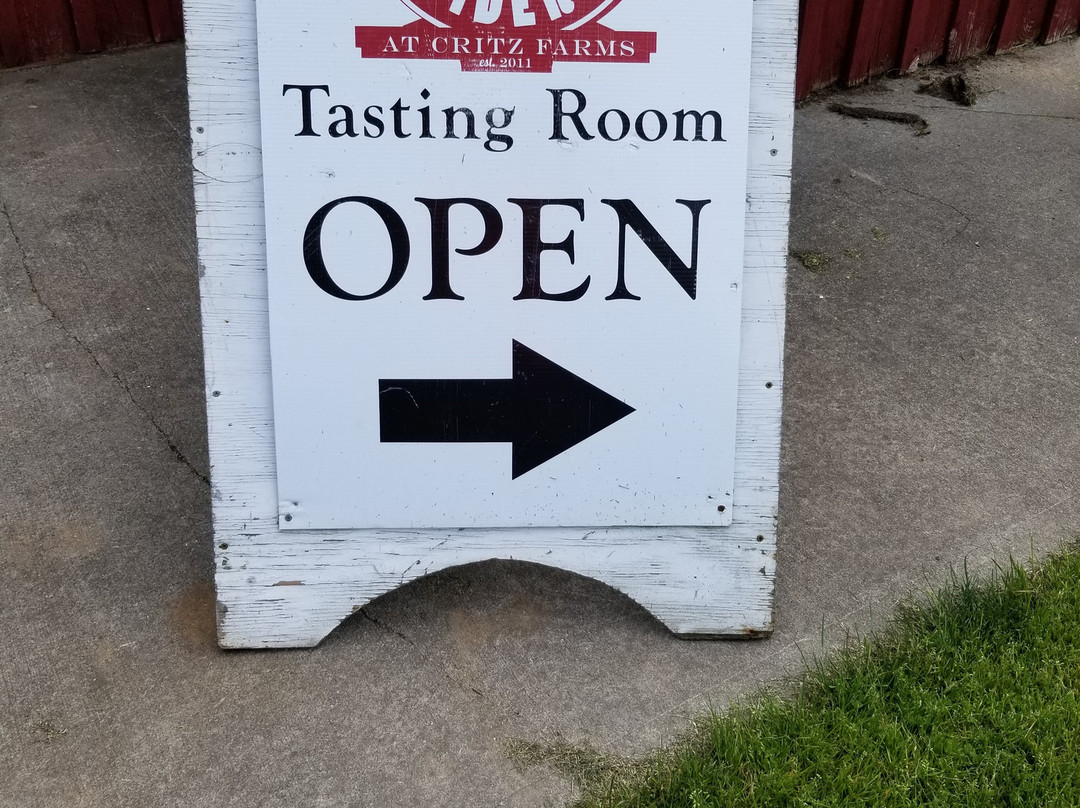 AT CRITZ FARMS
est. 2011
Tasting Room
OPEN